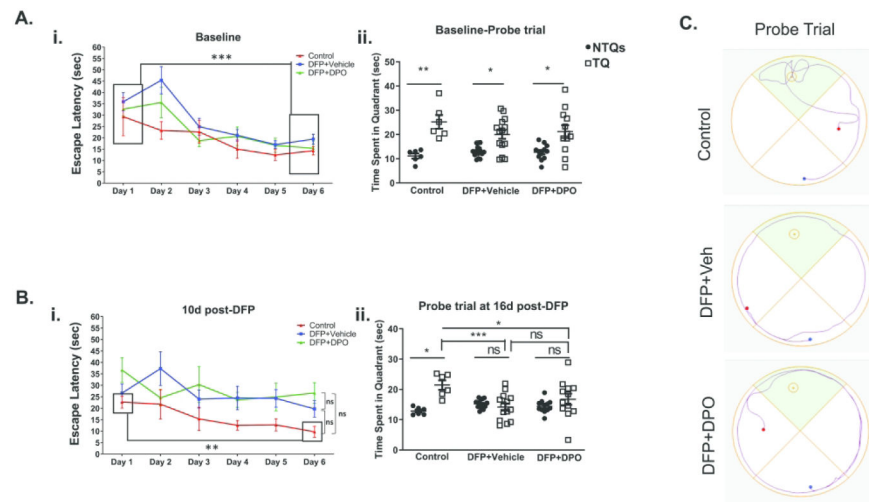 A.
i.
Baseline
Control
DFP+Vehicle
DFP+DPO
***
Escape Latency (sec)
60
55
50
45
40
35
30
25
20
15
10
5
0
Day 1 Day 2 Day 3 Day 4 Day 5 Day 6
ii.
Baseline-Probe trial
NTQs
TQ
** * *
Time Spent in Quadrant (sec)
50
40
30
20
10
0
Control DFP+Vehicle DFP+DPO
B.
i.
10d post-DFP
Control
DFP+Vehicle
DFP+DPO
Escape Latency (sec)
60
55
50
45
40
35
30
25
20
15
10
5
0
ns
ns
ns
**
Day 1 Day 2 Day 3 Day 4 Day 5 Day 6
ii.
Probe trial at 16d post-DFP
*
*** ns
* ns ns
Time Spent in Quadrant (sec)
40
30
20
10
0
Control DFP+Vehicle DFP+DPO
C.
Probe Trial
Control
DFP+Veh
DFP+DPO